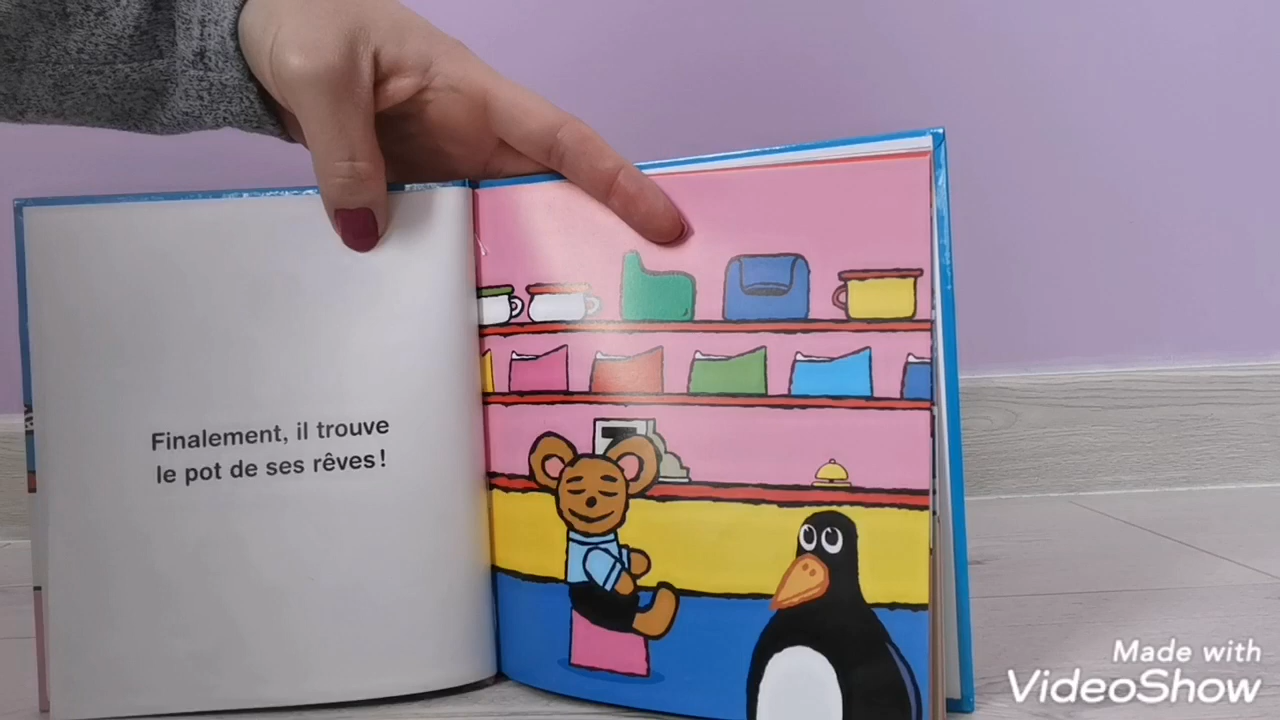 Finalement, il trouve
le pot de ses rêves!
Made with
VideoShow